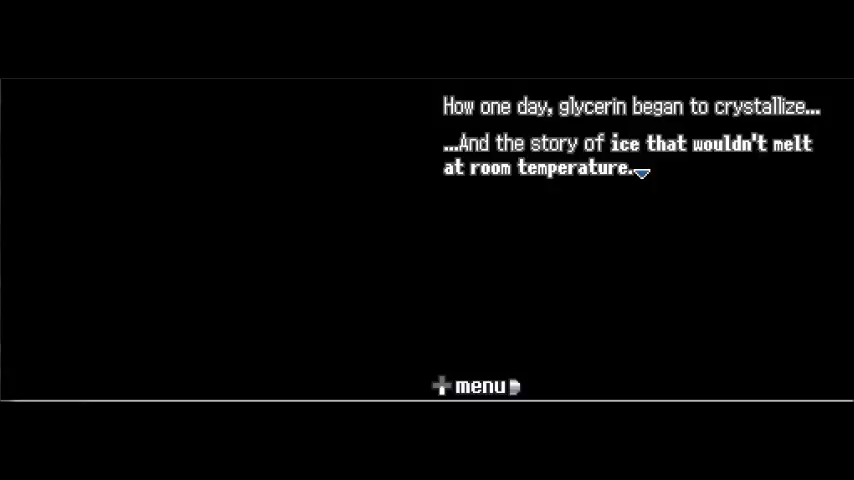 How one day, glycerin began to crystallize...
...And the story of ice that wouldn't melt
at room temperature.
menu